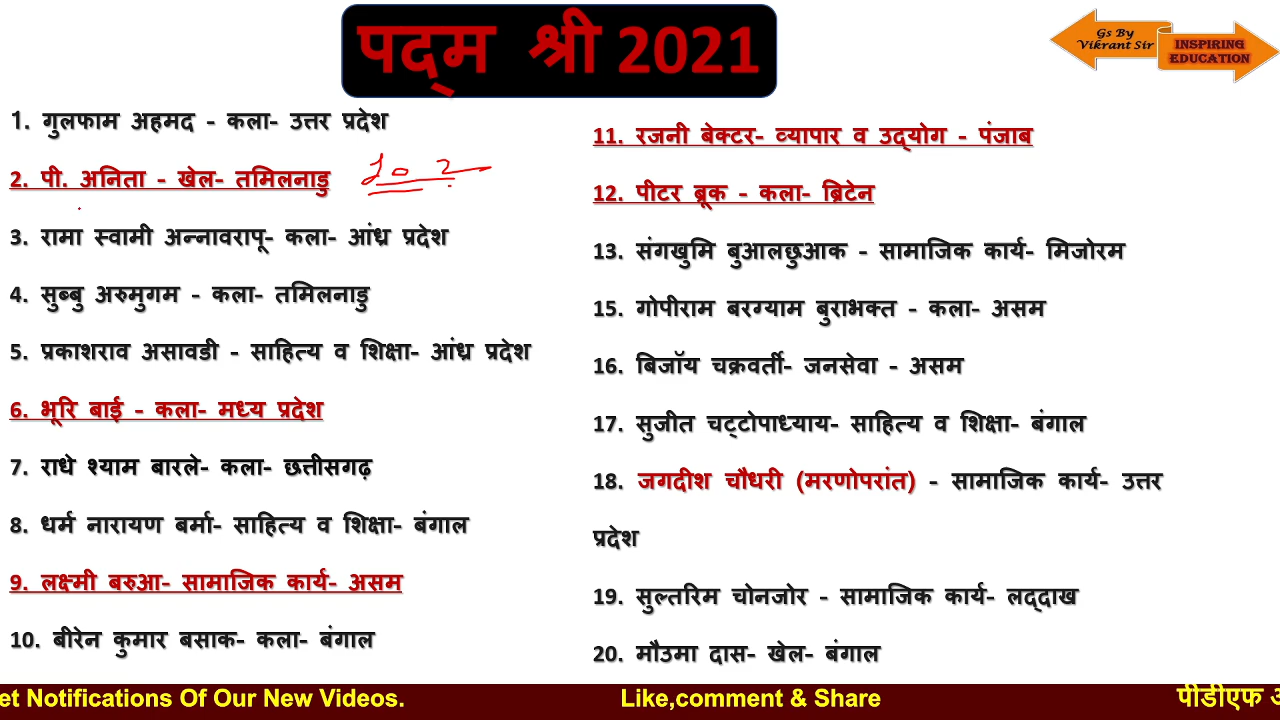 पद्म श्री 2021
Gs By
Vikrant Sir
INSPIRING
EDUCATION
1. गुलफाम अहमद - कला- उत्तर प्रदेश
2. पी. अनिता - खेल- तमिलनाडु
3. रामा स्वामी अन्नावरापू- कला- आंध्र प्रदेश
4. सुब्बु अरुमुगम - कला- तमिलनाडु
5. प्रकाशराव असावडी - साहित्य व शिक्षा- आंध्र प्रदेश
6. भूरि बाई - कला- मध्य प्रदेश
7. राधे श्याम बारले- कला- छत्तीसगढ़
8. धर्म नारायण बर्मा- साहित्य व शिक्षा- बंगाल
9. लक्ष्मी बरुआ- सामाजिक कार्य- असम
10. बीरेन कुमार बसाक- कला- बंगाल
11. रजनी बेक्टर- व्यापार व उद्योग - पंजाब
12. पीटर ब्रूक - कला- ब्रिटेन
13. संगखुमि बुआलछुआक - सामाजिक कार्य- मिजोरम
15. गोपीराम बरग्याम बुराभक्त - कला- असम
16. बिजॉय चक्रवर्ती- जनसेवा - असम
17. सुजीत चट्टोपाध्याय- साहित्य व शिक्षा- बंगाल
18. जगदीश चौधरी (मरणोपरांत) - सामाजिक कार्य- उत्तर
प्रदेश
19. सुल्तरिम चोनजोर - सामाजिक कार्य- लद्दाख
20. मौउमा दास- खेल- बंगाल
et Notifications Of Our New Videos.
Like,comment & Share
पीडीएफ